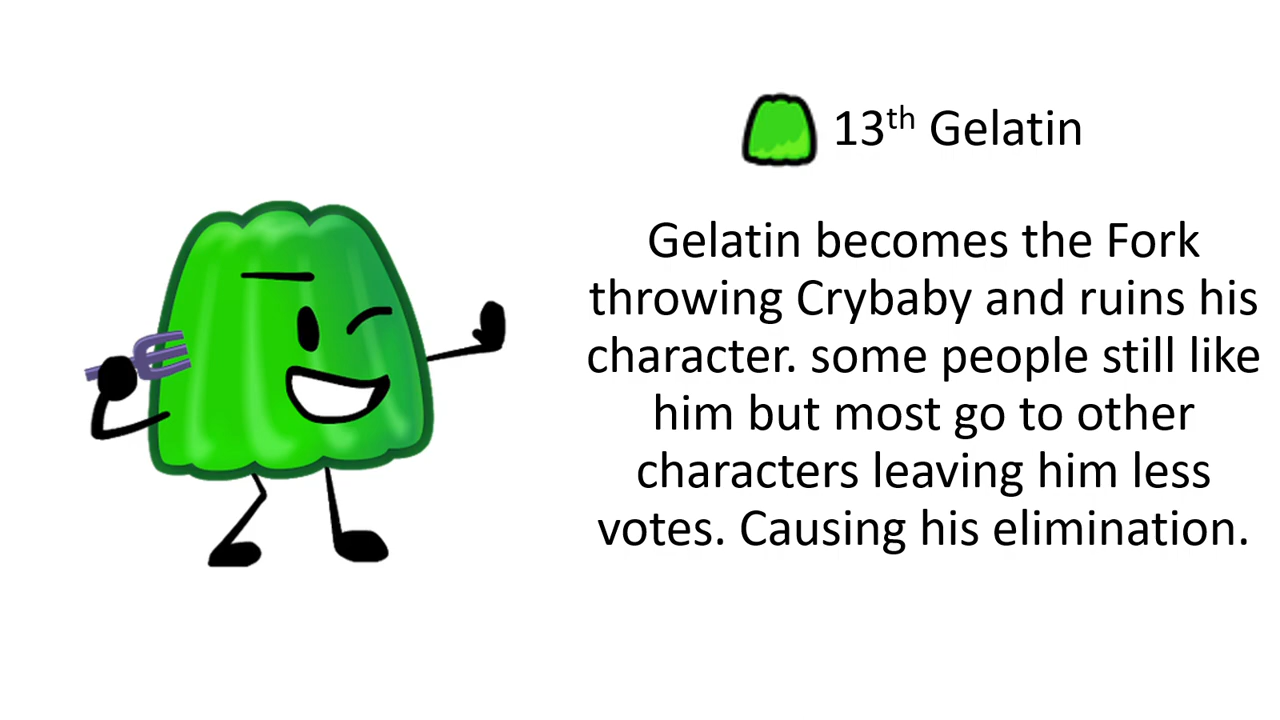 13th Gelatin
Gelatin becomes the Fork
throwing Crybaby and ruins his
character. some people still like
him but most go to other
characters leaving him less
votes. Causing his elimination.